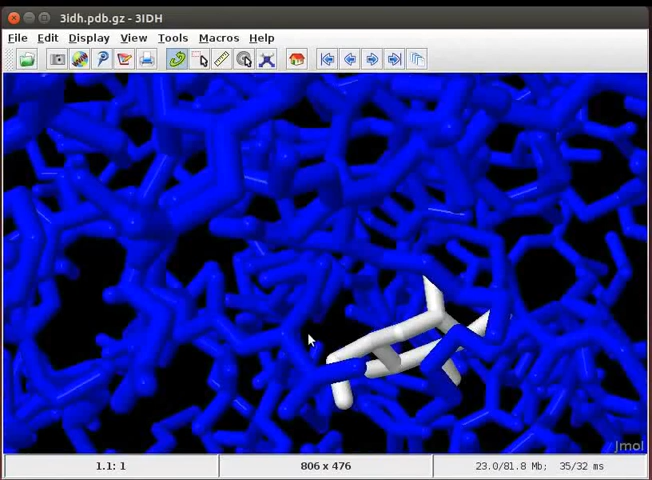 3idh.pdb.gz - 3IDH
File Edit Display View Tools Macros Help
Jmol
1.1: 1 806 x 476 23.0/81.8 Mb; 35/32 ms